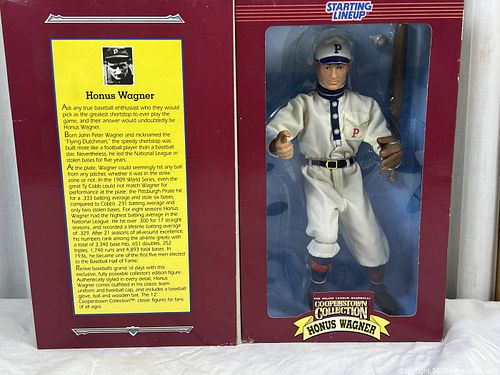 Honus Wagner
Ask any true baseball enthusiast who they would
pick as the greatest shortstop to ever play the
game, and their answer would undoubtedly be
Honus Wagner.
Born John Peter Wagner and nicknamed the
"Flying Dutchman," the speedy shortstop was
built more like a football player than a baseball
star. Nevertheless, he led the National League in
stolen bases for five years.
At the plate, Wagner could seemingly hit any ball
from any pitcher, whether it was in the strike
zone or not. In the 1909 World Series, even the
great Ty Cobb could not match Wagner for
performance at the plate; the Pittsburgh Pirate hit
for a .333 batting average and stole six bases,
compared to Cobb's .231 batting average and
only two stolen bases. For eight seasons Honus
Wagner had the highest batting average in the
National League. He hit over .300 for 17 straight
seasons, and recorded a lifetime batting average
of .329. After 21 seasons of all-around excellence,
his numbers rank among the all-time greats with
a total of 3,340 base hits, 651 doubles, 252
triples, 1,740 runs and 4,893 total bases. In
1936, he became one of the first five men elected
to the Baseball Hall of Fame.
Relive baseball's grand ol' days with this
exclusive, fully poseable collector's edition figure.
Authentically styled in every detail, Honus
Wagner comes outfitted in his classic team
uniform and baseball cap, and includes a baseball
glove, ball and wooden bat. The 12"
Cooperstown Collection™ classic figures for fans
of all ages.
STARTING
LINEUP
P
P
THE MAJOR LEAGUE BASEBALL
COOPERSTOWN
COLLECTION
HONUS WAGNER